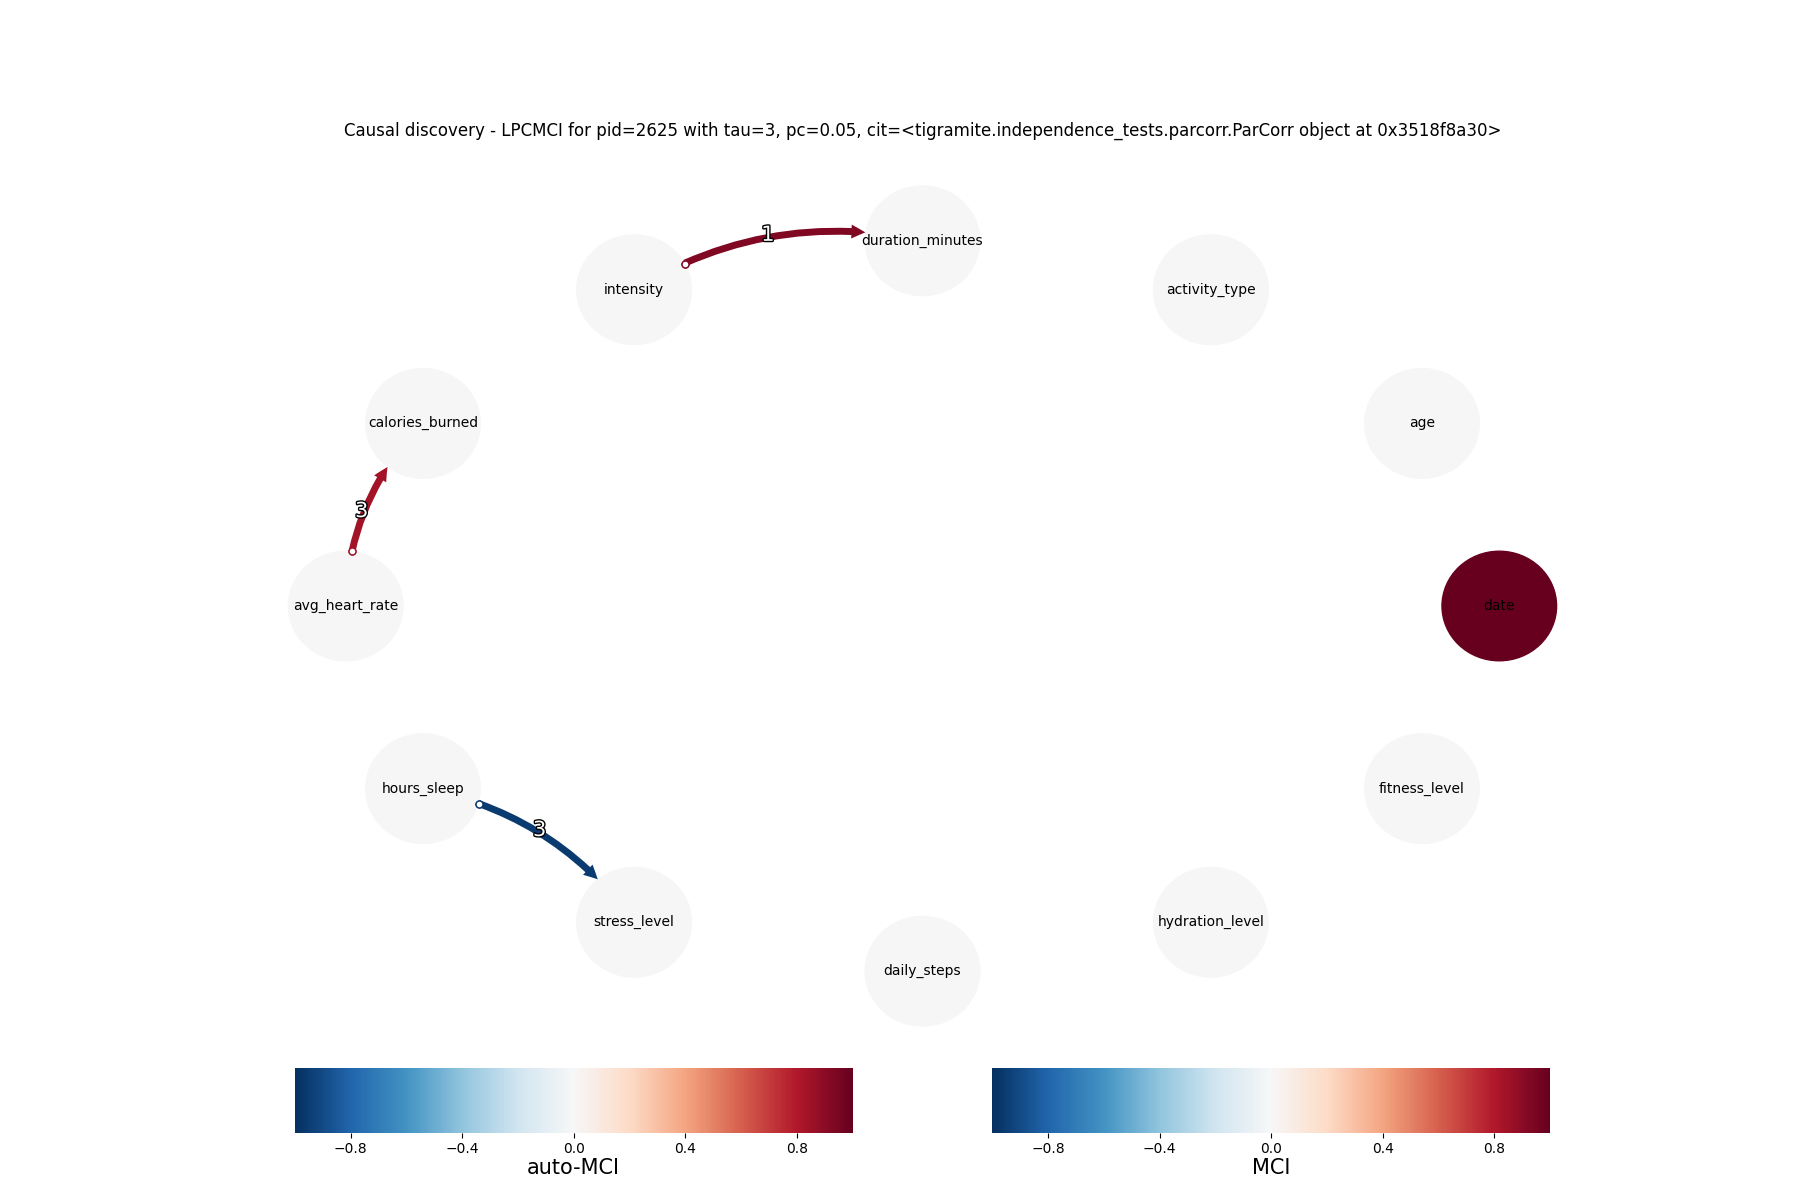 Causal discovery - LPCMCI for pid=2625 with tau=3, pc=0.05, cit=<tigramite.independence_tests.parcorr.ParCorr object at 0x3518f8a30>
1
duration_minutes
intensity
activity_type
calories_burned
age
3
avg_heart_rate
date
hours_sleep
fitness_level
3
stress_level
hydration_level
daily_steps
−0.8 −0.4 0.0 0.4 0.8
auto-MCI
−0.8 −0.4 0.0 0.4 0.8
MCI